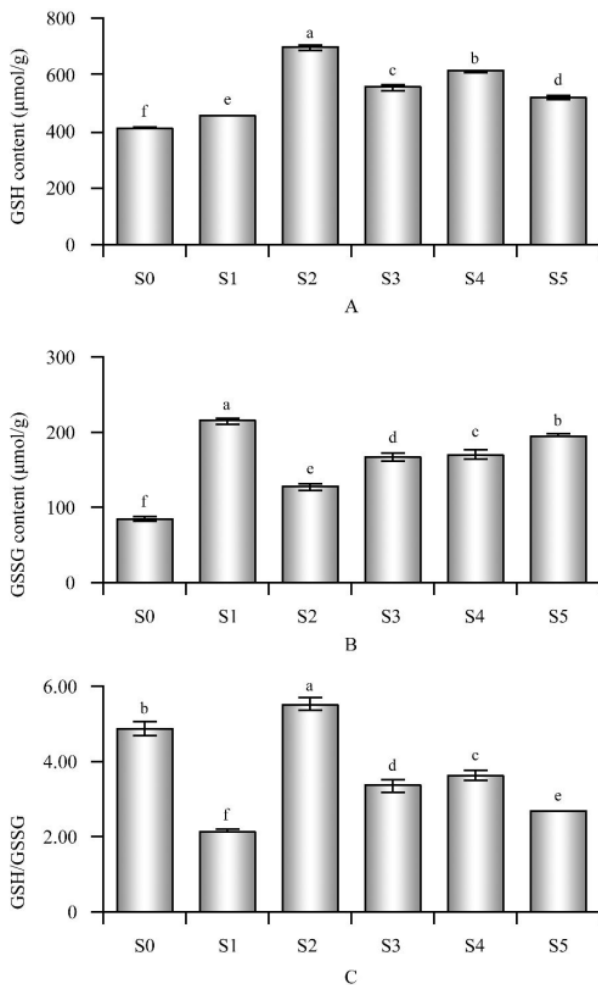 800
600
400
200
0
GSH content (μmol/g)
f
e
a
c
b
d
S0 S1 S2 S3 S4 S5
A
300
200
100
0
GSSG content (μmol/g)
f
a
e
d
c
b
S0 S1 S2 S3 S4 S5
B
6.00
4.00
2.00
0
GSH/GSSG
b
f
a
d
c
e
S0 S1 S2 S3 S4 S5
C